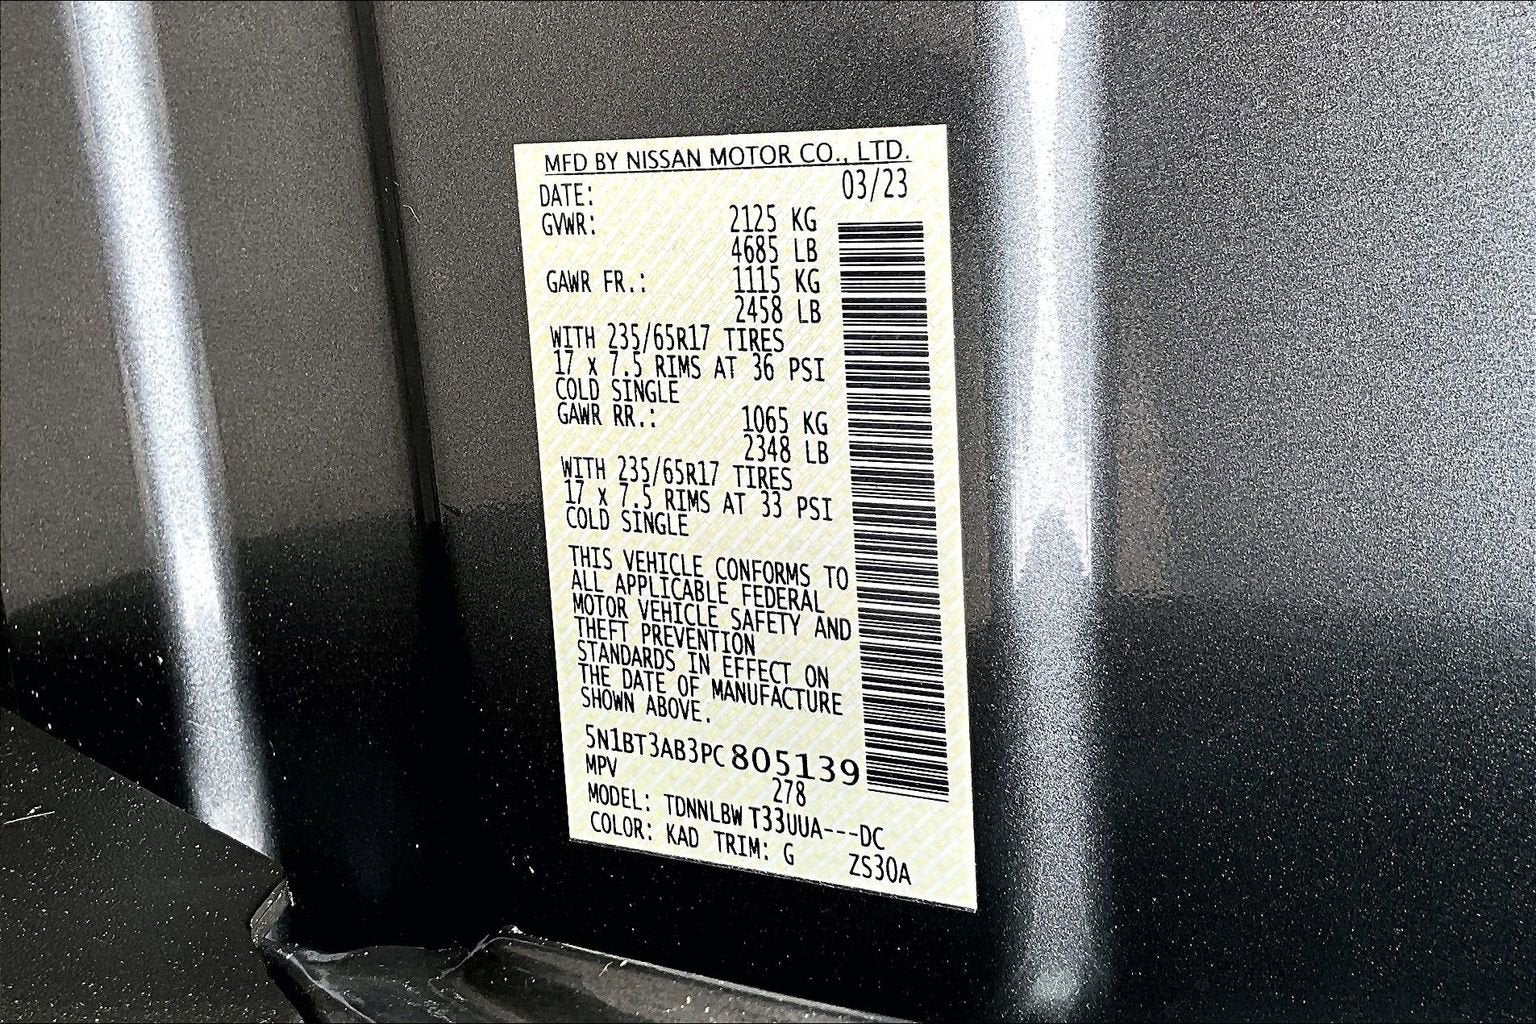 MFD BY NISSAN MOTOR CO., LTD.
DATE: 03/23
GVWR: 2125 KG
4685 LB
GAWR FR.: 1115 KG
2458 LB
WITH 235/65R17 TIRES
17 x 7.5 RIMS AT 36 PSI
COLD SINGLE
GAWR RR.: 1065 KG
2348 LB
WITH 235/65R17 TIRES
17 x 7.5 RIMS AT 33 PSI
COLD SINGLE
THIS VEHICLE CONFORMS TO
ALL APPLICABLE FEDERAL
MOTOR VEHICLE SAFETY AND
THEFT PREVENTION
STANDARDS IN EFFECT ON
THE DATE OF MANUFACTURE
SHOWN ABOVE.
5N1BT3AB3PC805139
MPV 278
MODEL: TDNNLBW T33UUA---DC
COLOR: KAD TRIM: G ZS30A